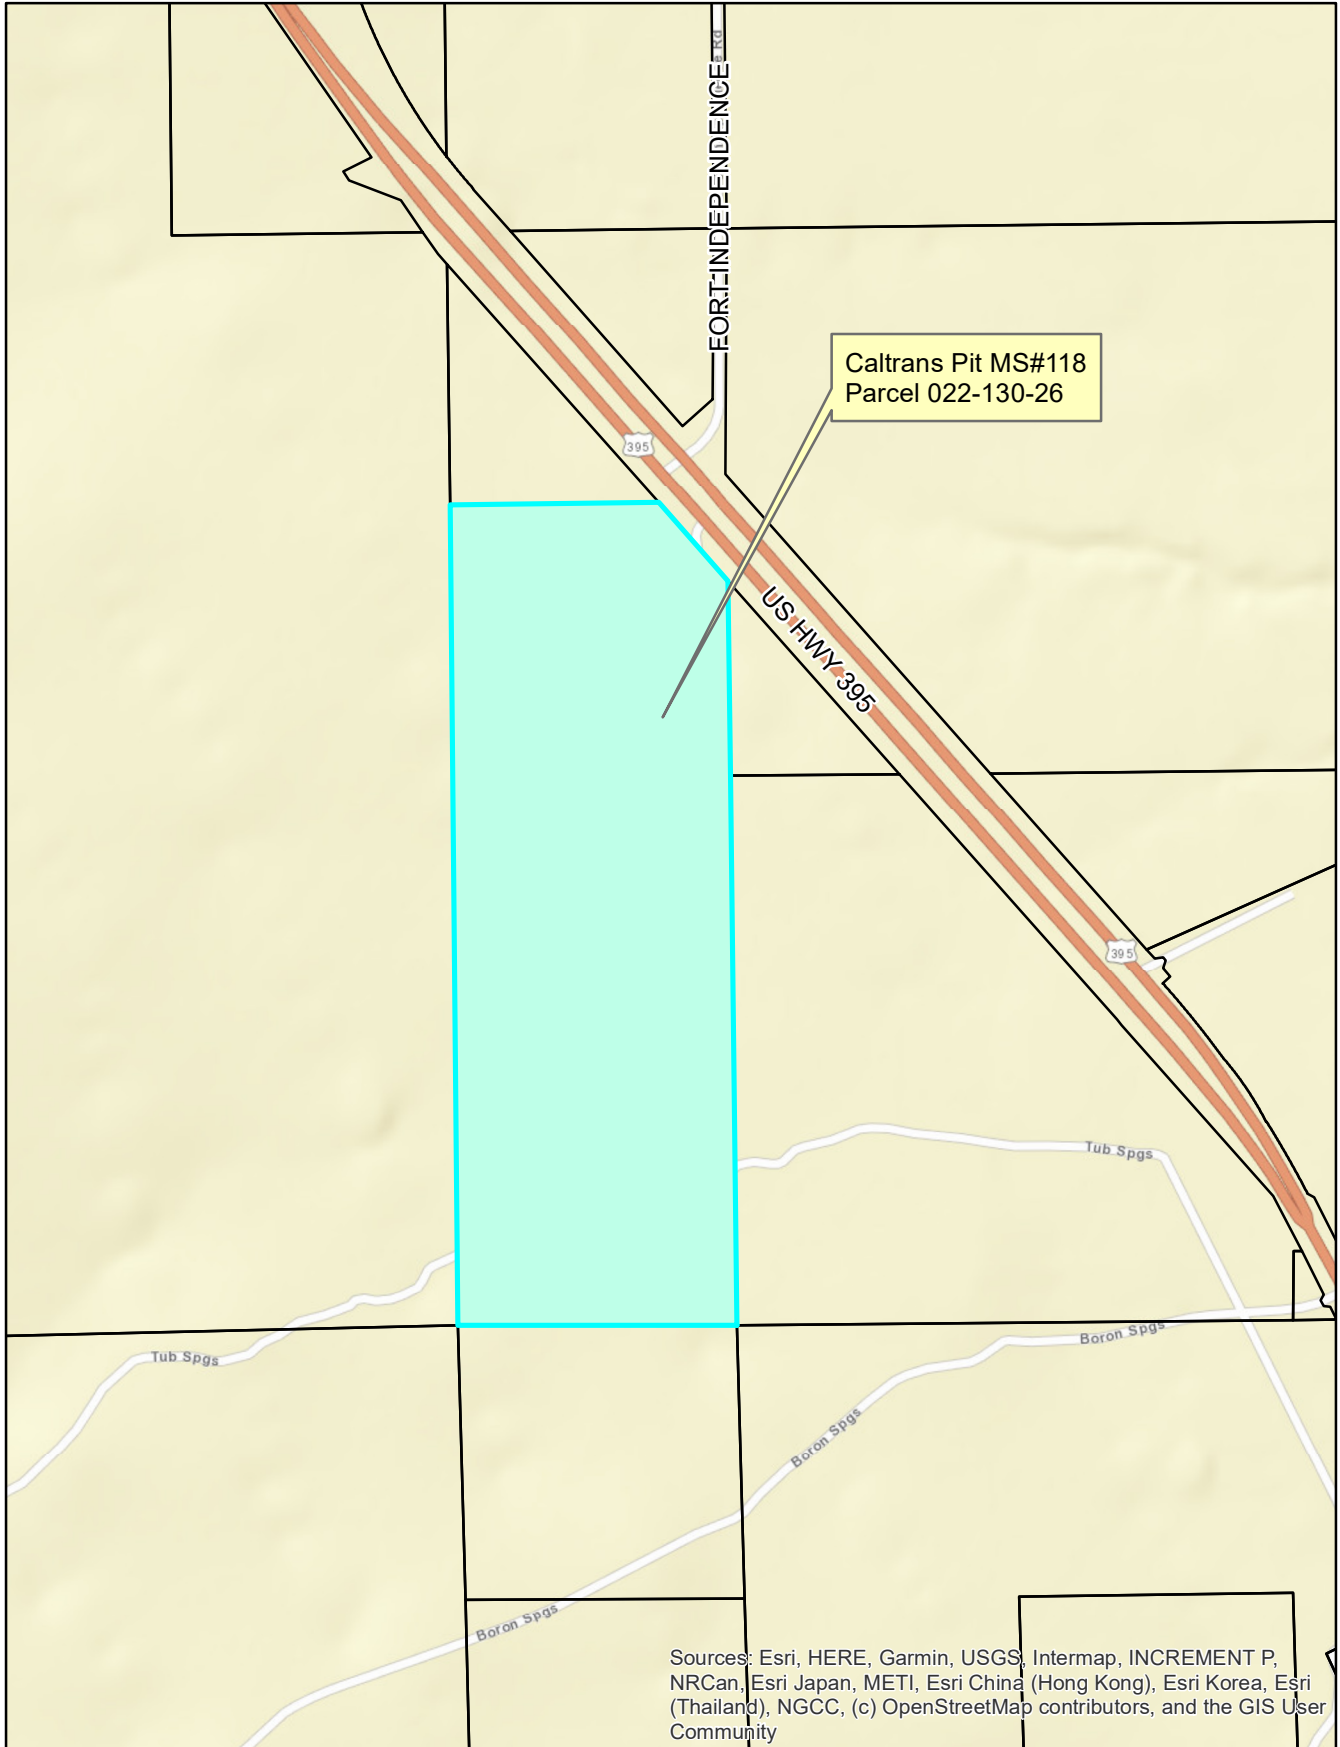 FORT INDEPENDENCE
Caltrans Pit MS#118
Parcel 022-130-26
395
US HWY 395
395
Tub Spgs
Boron Spgs
Tub Spgs
Boron Spgs
Boron Spgs
Sources: Esri, HERE, Garmin, USGS, Intermap, INCREMENT P,
NRCan, Esri Japan, METI, Esri China (Hong Kong), Esri Korea, Esri
(Thailand), NGCC, (c) OpenStreetMap contributors, and the GIS User
Community